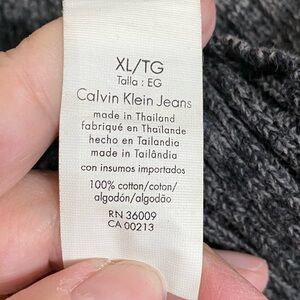 XL/TG
Talla : EG
Calvin Klein Jeans
made in Thailand
fabriqué en Thaïlande
hecho en Tailandia
made in Tailândia
con insumos importados
100% cotton/coton/
algodón/algodão
RN 36009
CA 00213